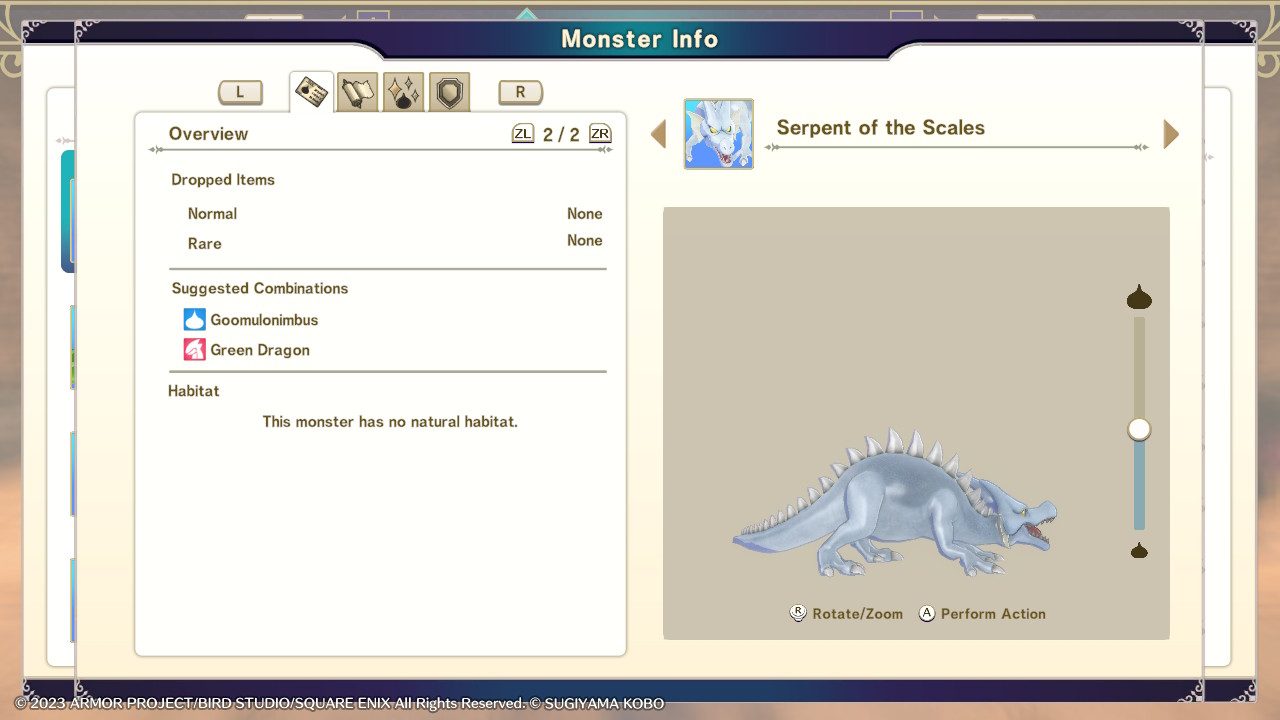 Monster Info
L
R
Overview
ZL 2 / 2 ZR
Dropped Items
Normal None
Rare None
Suggested Combinations
Goomulonimbus
Green Dragon
Habitat
This monster has no natural habitat.
Serpent of the Scales
R Rotate/Zoom A Perform Action
© 2023 ARMOR PROJECT/BIRD STUDIO/SQUARE ENIX All Rights Reserved. © SUGIYAMA KOBO